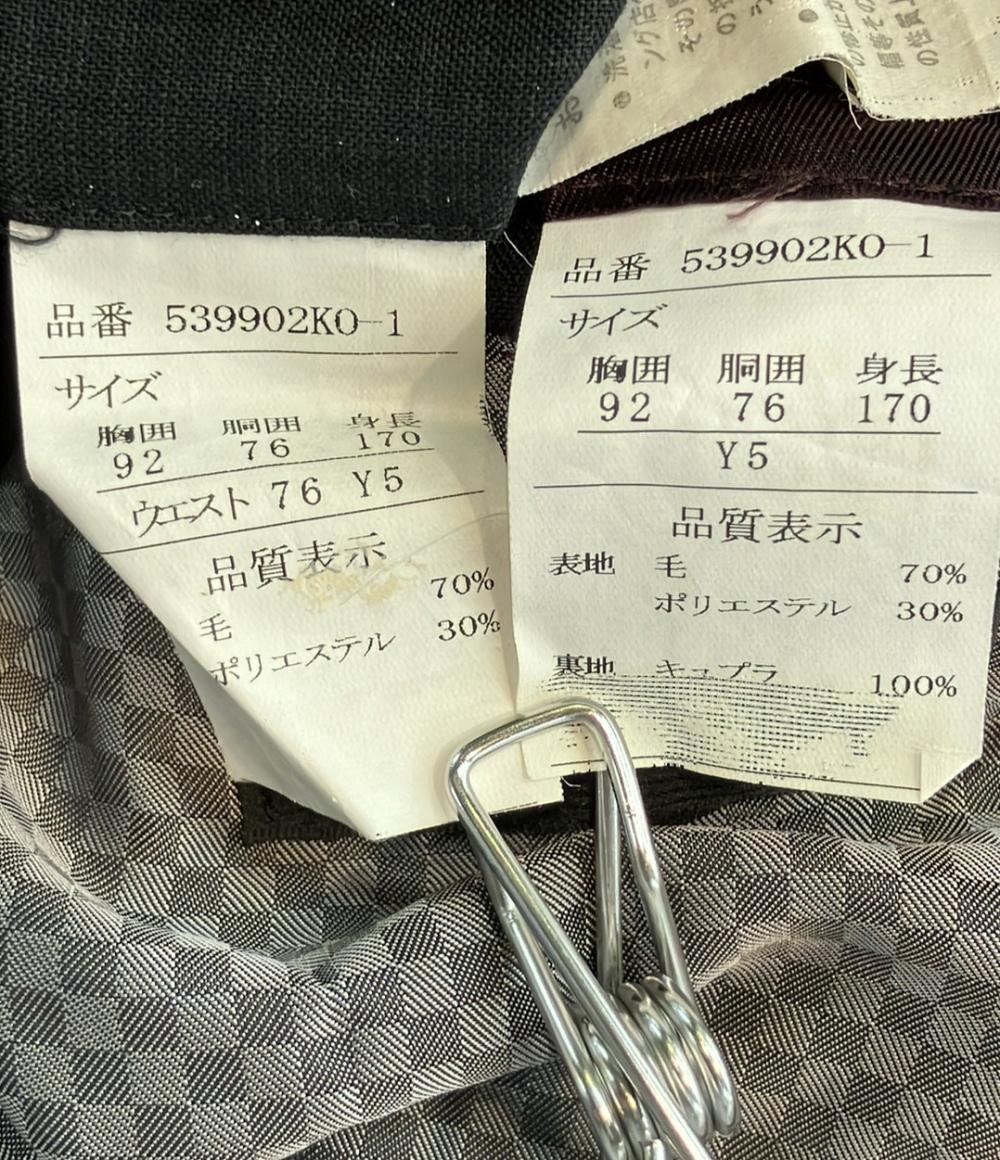 品番 539902KO-1
サイズ
胸囲 胴囲 身長
92 76 170
ウエスト 76 Y5
品質表示
毛 70%
ポリエステル 30%
品番 539902KO-1
サイズ
胸囲 胴囲 身長
92 76 170
Y5
品質表示
表地 毛 70%
ポリエステル 30%
裏地 キュプラ 100%